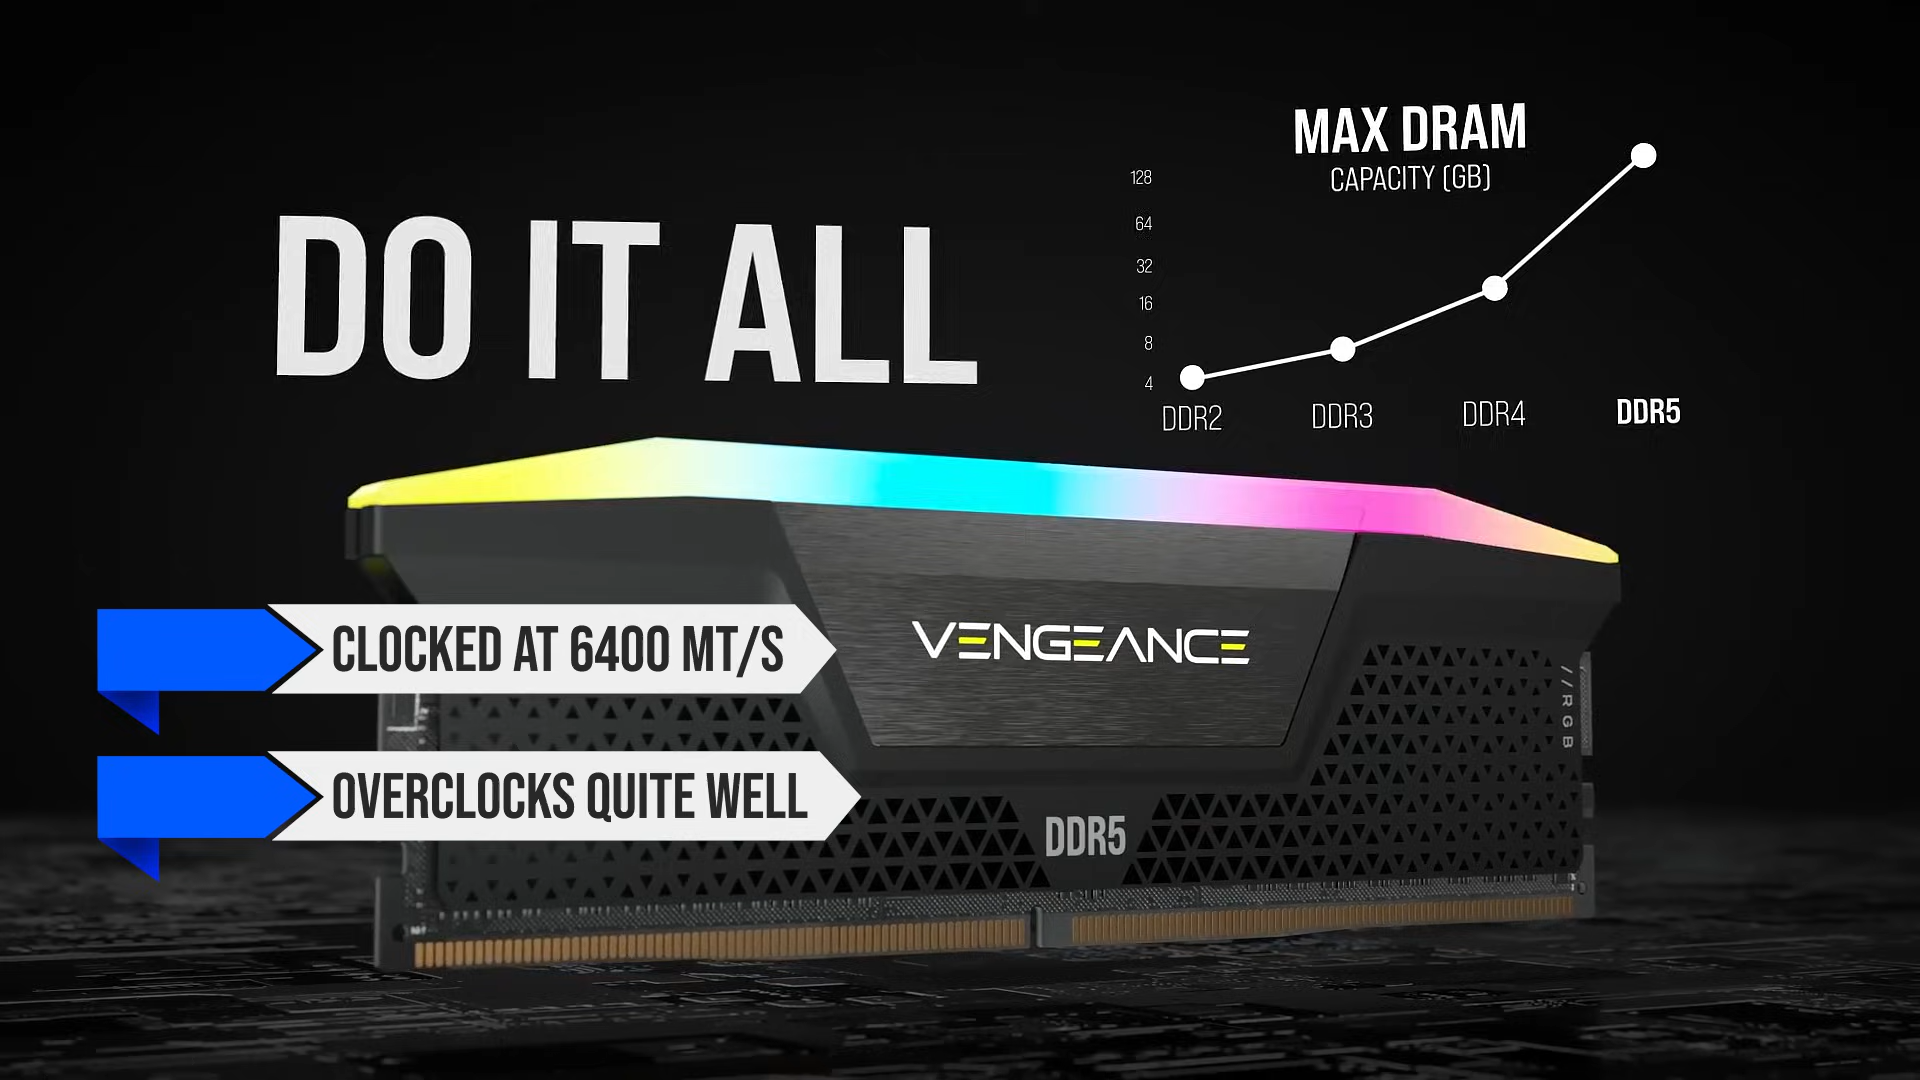 DO IT ALL
MAX DRAM
CAPACITY (GB)
128
64
32
16
8
4
DDR2 DDR3 DDR4 DDR5
CLOCKED AT 6400 MT/S
OVERCLOCKS QUITE WELL
VENGEANCE
//RGB
DDR5